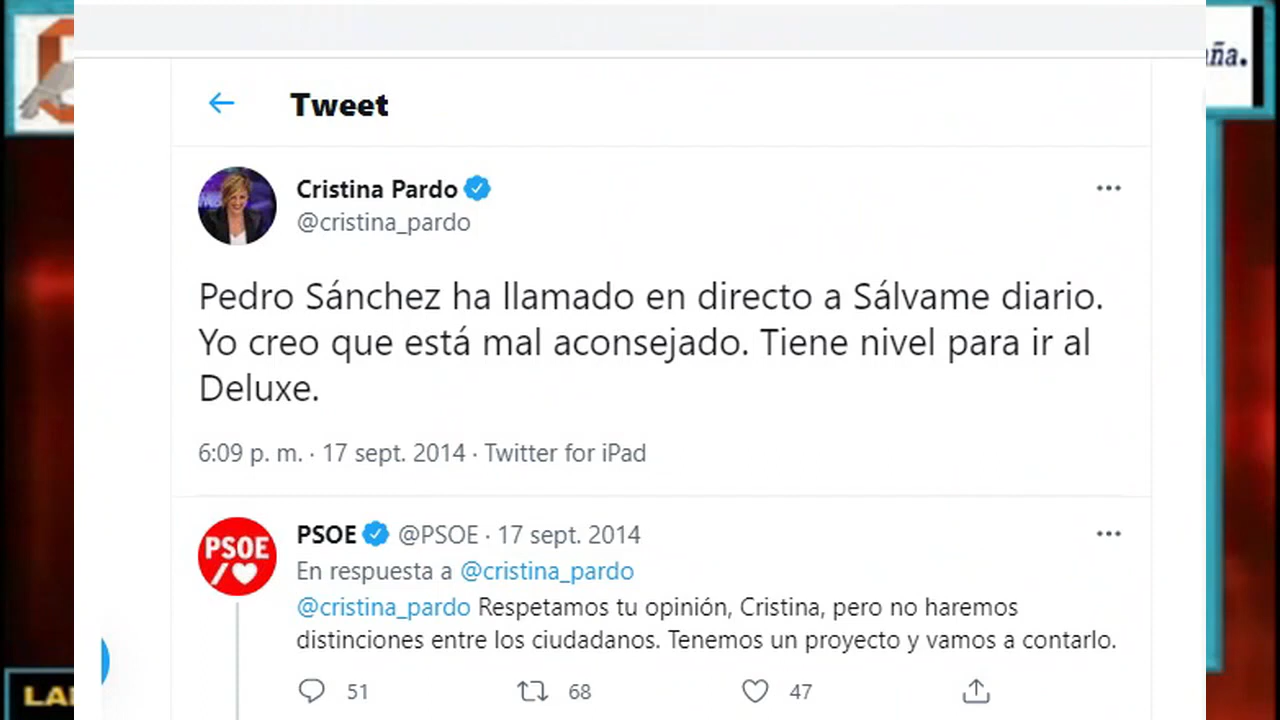 ña.
Tweet
Cristina Pardo
@cristina_pardo
Pedro Sánchez ha llamado en directo a Sálvame diario.
Yo creo que está mal aconsejado. Tiene nivel para ir al
Deluxe.
6:09 p. m. · 17 sept. 2014 · Twitter for iPad
PSOE
PSOE @PSOE · 17 sept. 2014
En respuesta a @cristina_pardo
@cristina_pardo Respetamos tu opinión, Cristina, pero no haremos
distinciones entre los ciudadanos. Tenemos un proyecto y vamos a contarlo.
51 68 47
LA